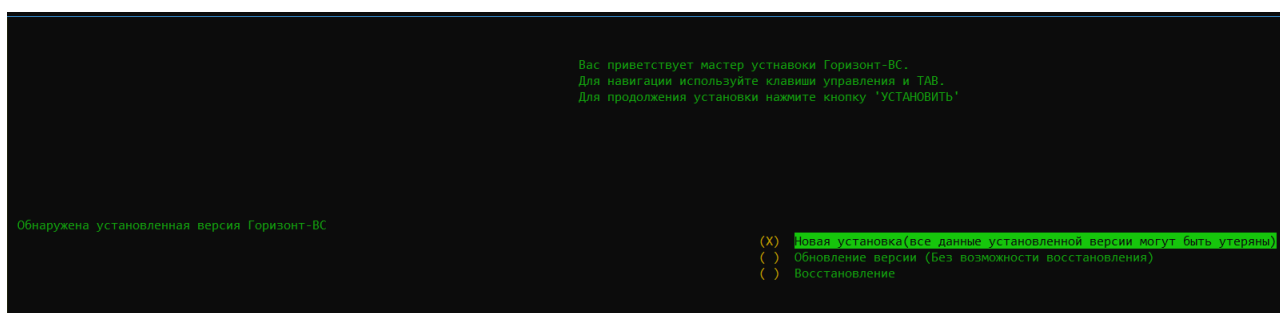 Вас приветствует мастер устнавоки Горизонт-ВС.
Для навигации используйте клавиши управления и TAB.
Для продолжения установки нажмите кнопку 'УСТАНОВИТЬ'
Обнаружена установленная версия Горизонт-ВС
(X) Новая установка(все данные установленной версии могут быть утеряны)
( ) Обновление версии (Без возможности восстановления)
( ) Восстановление